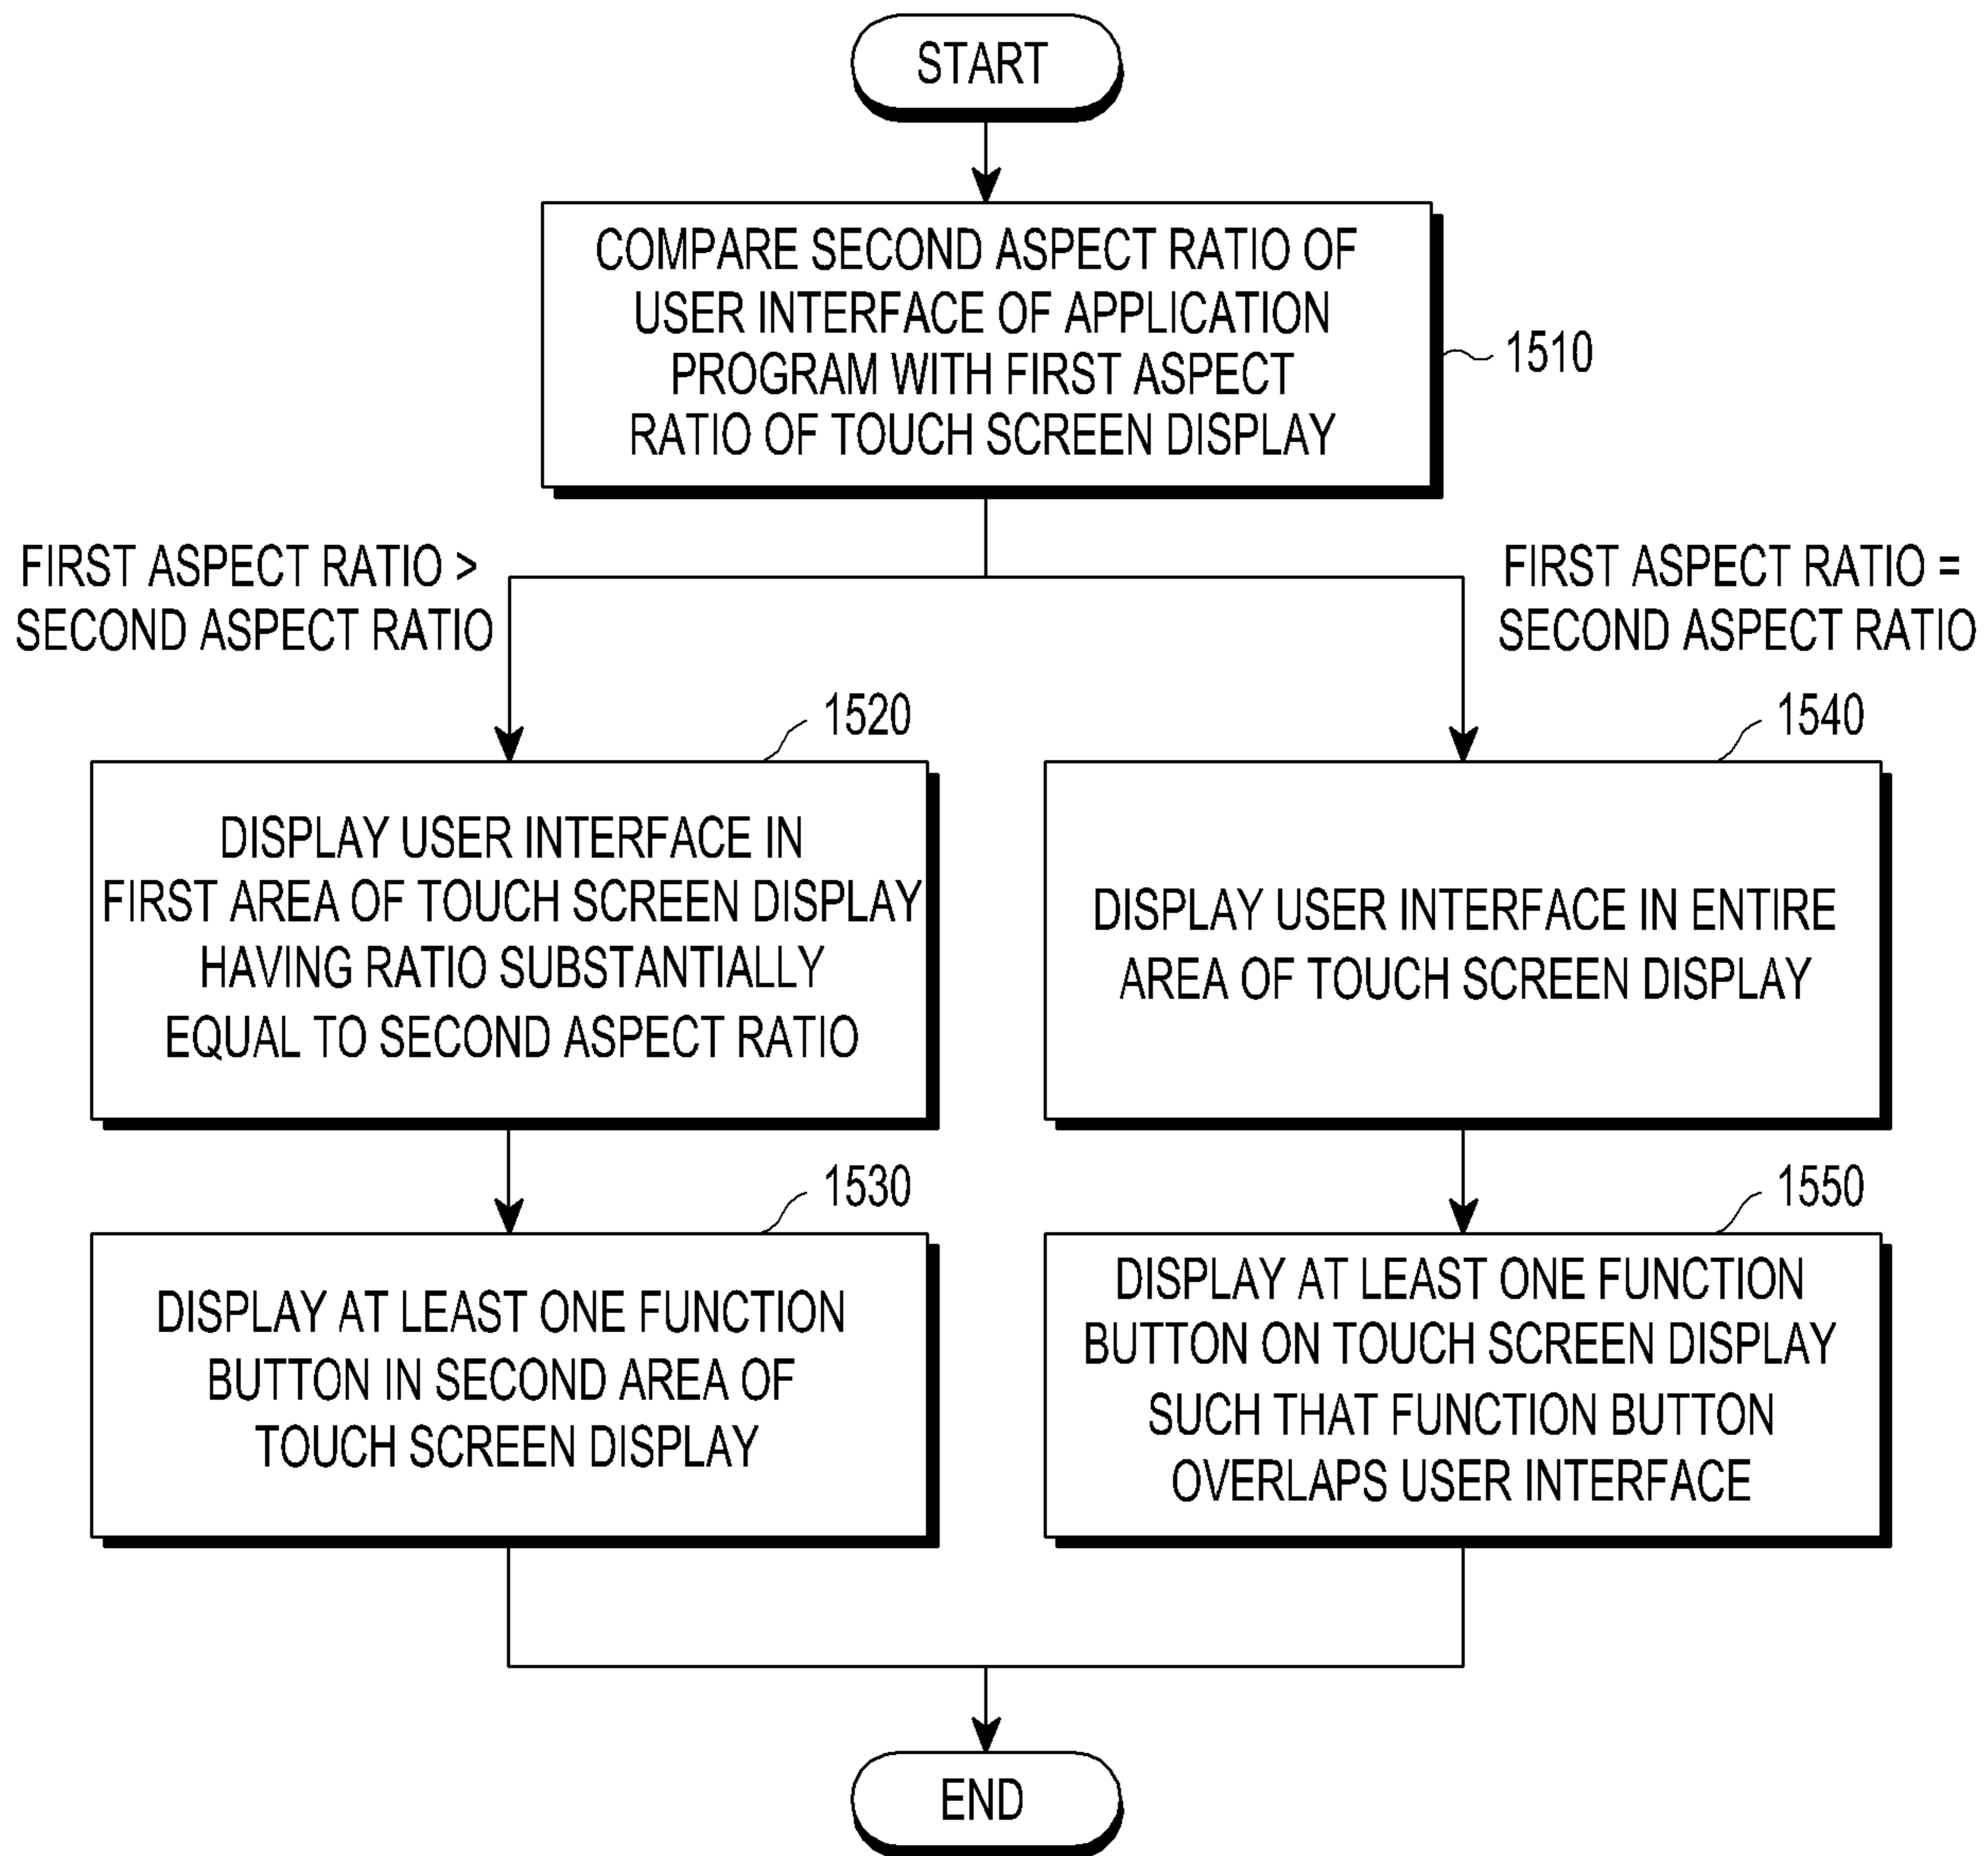 START
COMPARE SECOND ASPECT RATIO OF
USER INTERFACE OF APPLICATION
PROGRAM WITH FIRST ASPECT
RATIO OF TOUCH SCREEN DISPLAY
1510
FIRST ASPECT RATIO >
SECOND ASPECT RATIO
FIRST ASPECT RATIO =
SECOND ASPECT RATIO
1520
DISPLAY USER INTERFACE IN
FIRST AREA OF TOUCH SCREEN DISPLAY
HAVING RATIO SUBSTANTIALLY
EQUAL TO SECOND ASPECT RATIO
1540
DISPLAY USER INTERFACE IN ENTIRE
AREA OF TOUCH SCREEN DISPLAY
1530
DISPLAY AT LEAST ONE FUNCTION
BUTTON IN SECOND AREA OF
TOUCH SCREEN DISPLAY
1550
DISPLAY AT LEAST ONE FUNCTION
BUTTON ON TOUCH SCREEN DISPLAY
SUCH THAT FUNCTION BUTTON
OVERLAPS USER INTERFACE
END